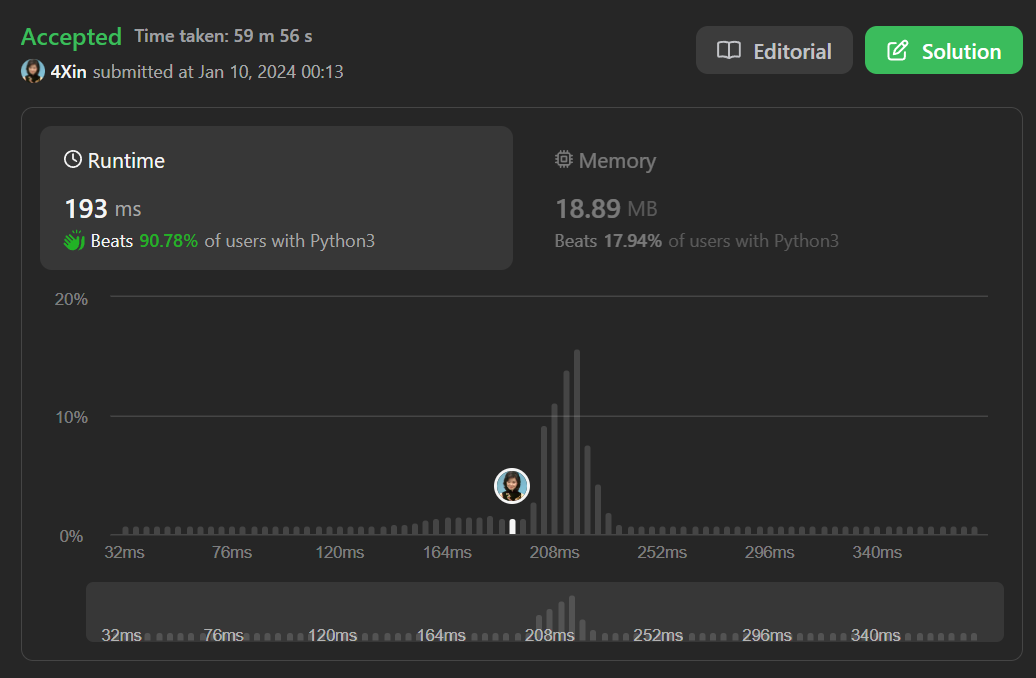 Accepted Time taken: 59 m 56 s
4Xin submitted at Jan 10, 2024 00:13
Editorial
Solution
Runtime
193 ms
Beats 90.78% of users with Python3
Memory
18.89 MB
Beats 17.94% of users with Python3
20%
10%
0%
32ms 76ms 120ms 164ms 208ms 252ms 296ms 340ms
32ms 76ms 120ms 164ms 208ms 252ms 296ms 340ms